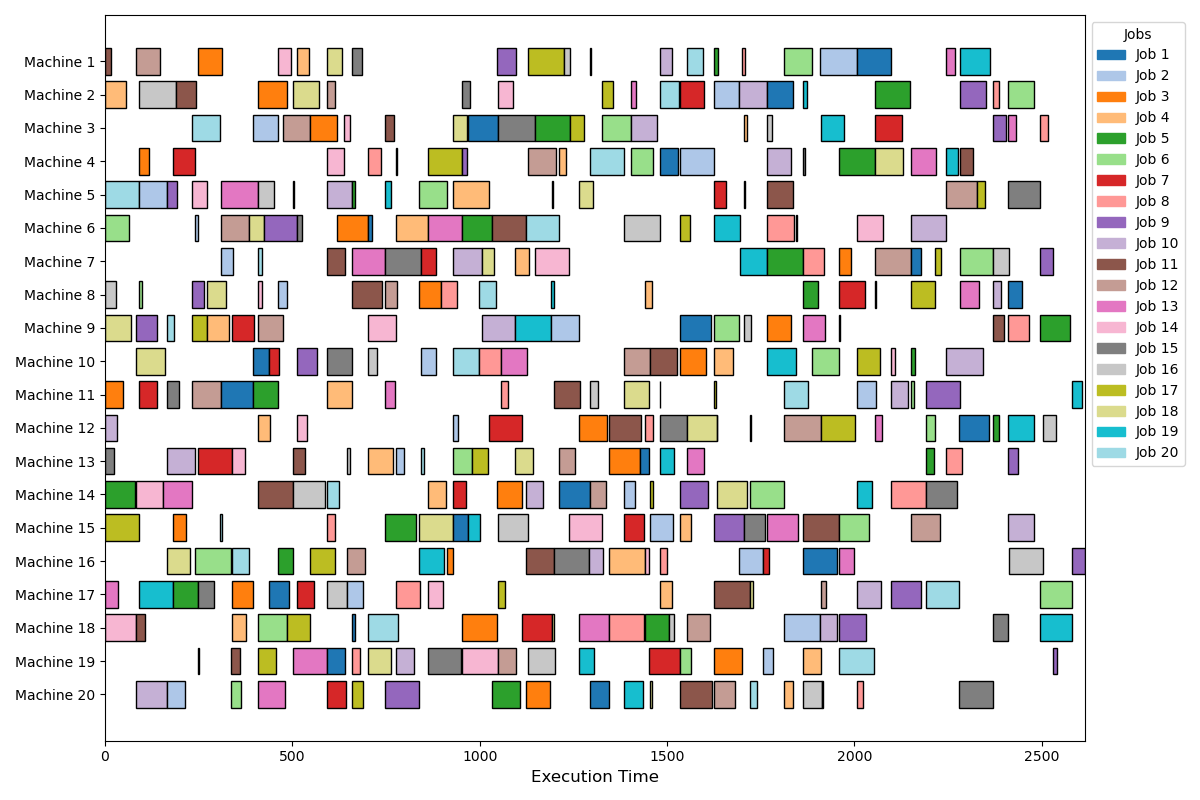 Machine 1
Machine 2
Machine 3
Machine 4
Machine 5
Machine 6
Machine 7
Machine 8
Machine 9
Machine 10
Machine 11
Machine 12
Machine 13
Machine 14
Machine 15
Machine 16
Machine 17
Machine 18
Machine 19
Machine 20
0 500 1000 1500 2000 2500
Execution Time
Jobs
Job 1
Job 2
Job 3
Job 4
Job 5
Job 6
Job 7
Job 8
Job 9
Job 10
Job 11
Job 12
Job 13
Job 14
Job 15
Job 16
Job 17
Job 18
Job 19
Job 20